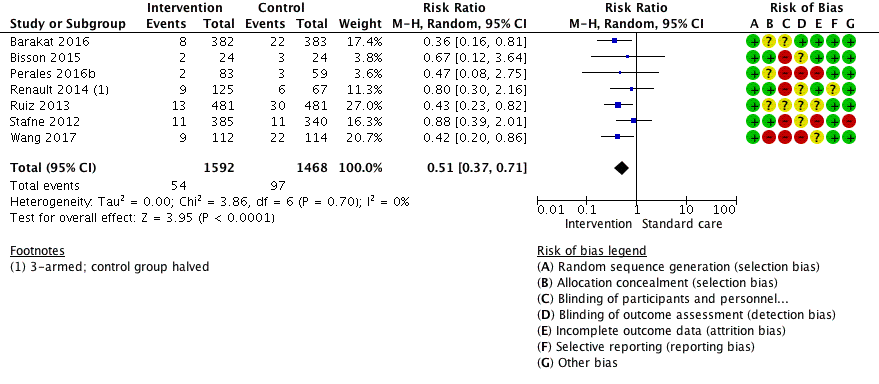 Intervention Control Risk Ratio Risk Ratio Risk of Bias
Study or Subgroup Events Total Events Total Weight M-H, Random, 95% CI M-H, Random, 95% CI A B C D E F G
Barakat 2016 8 382 22 383 17.4% 0.36 [0.16, 0.81] + ? ? + + + +
Bisson 2015 2 24 3 24 3.8% 0.67 [0.12, 3.64] + + - ? + + +
Perales 2016b 2 83 3 59 3.6% 0.47 [0.08, 2.75] + ? - - - + +
Renault 2014 (1) 9 125 6 67 11.3% 0.80 [0.30, 2.16] + + - ? + ? +
Ruiz 2013 13 481 30 481 27.0% 0.43 [0.23, 0.82] + ? ? ? ? + +
Stafne 2012 11 385 11 340 16.3% 0.88 [0.39, 2.01] + + - ? - + -
Wang 2017 9 112 22 114 20.7% 0.42 [0.20, 0.86] + - - - ? + +
Total (95% CI) 1592 1468 100.0% 0.51 [0.37, 0.71]
Total events 54 97
Heterogeneity: Tau² = 0.00; Chi² = 3.86, df = 6 (P = 0.70); I² = 0%
Test for overall effect: Z = 3.95 (P < 0.0001)
0.01 0.1 1 10 100
Intervention Standard care
Footnotes
(1) 3-armed; control group halved
Risk of bias legend
(A) Random sequence generation (selection bias)
(B) Allocation concealment (selection bias)
(C) Blinding of participants and personnel...
(D) Blinding of outcome assessment (detection bias)
(E) Incomplete outcome data (attrition bias)
(F) Selective reporting (reporting bias)
(G) Other bias